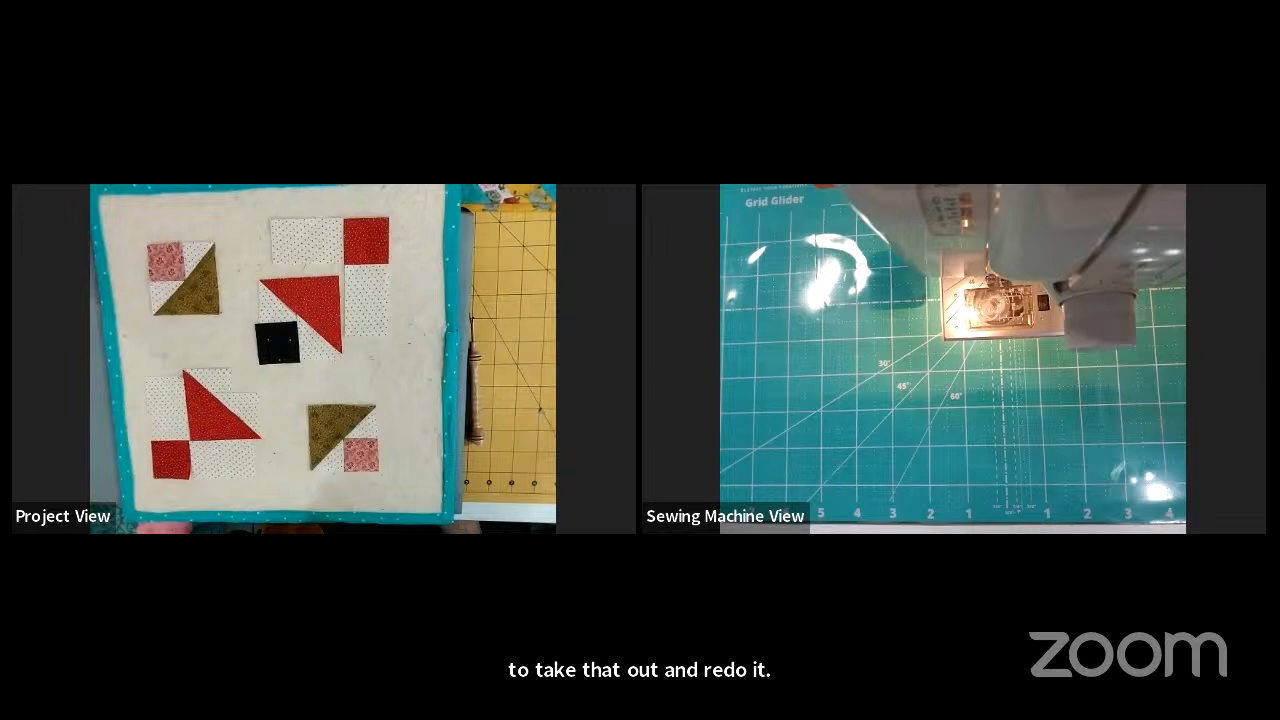 Grid Glider
30°
45°
60°
5 4 3 2 1 1 2 3 4
Project View
Sewing Machine View
to take that out and redo it.
zoom